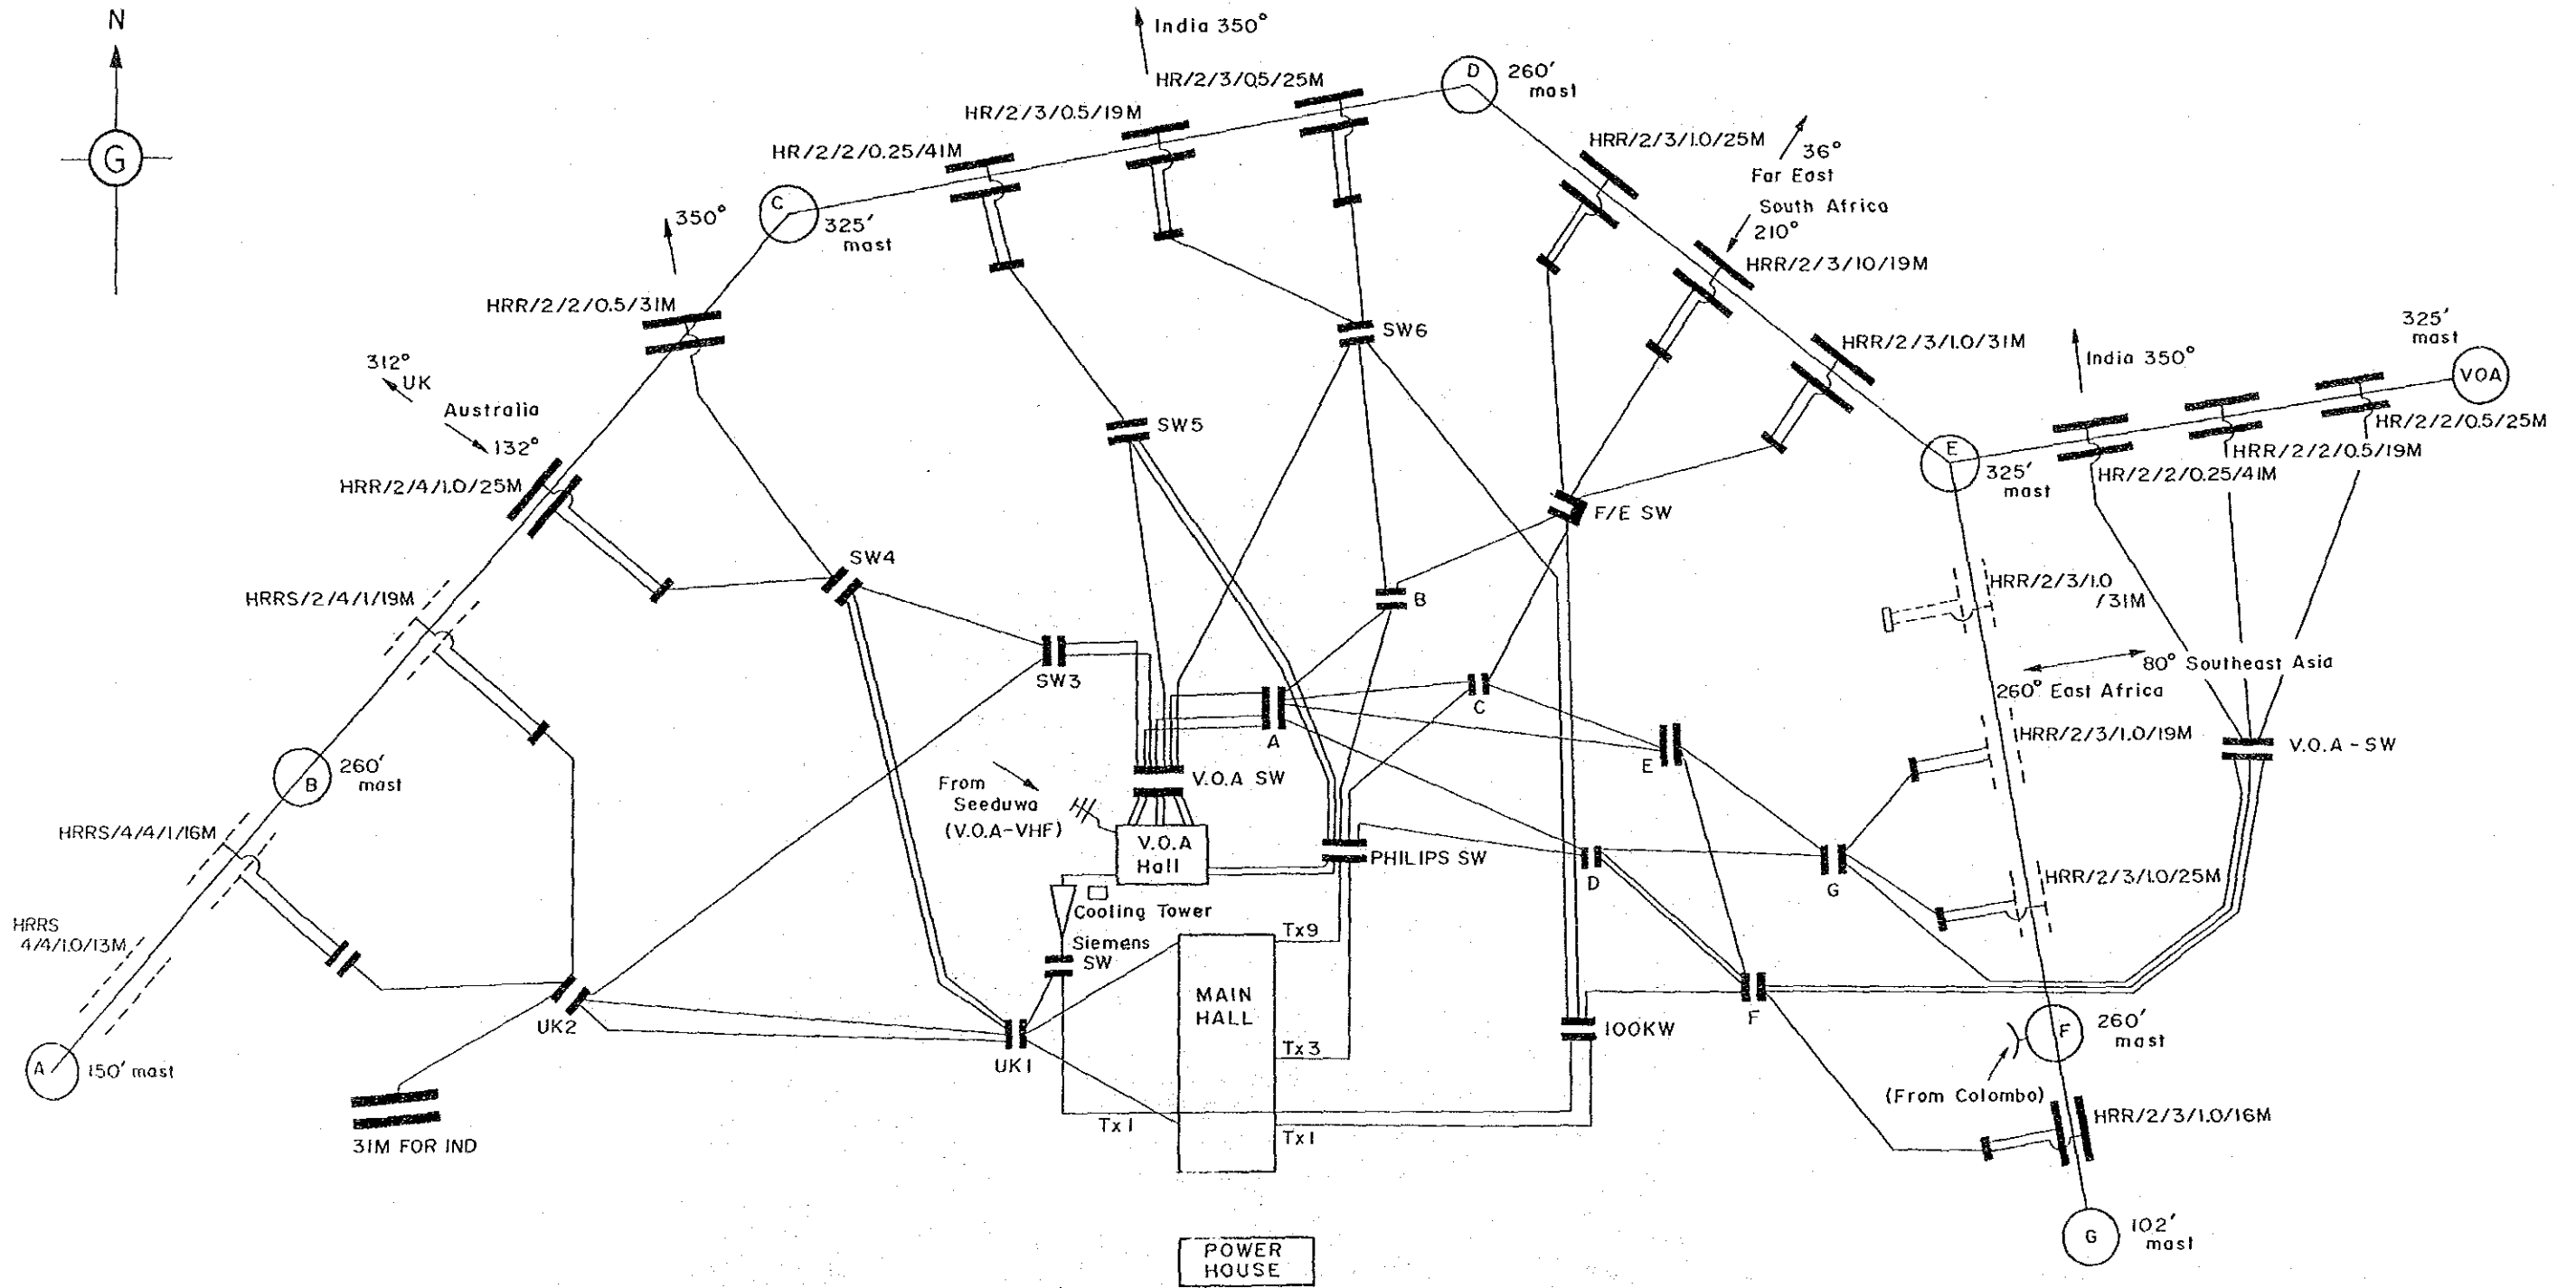 N
G
India 350°
HR/2/3/0.5/25M
D
260'
mast
HR/2/3/0.5/19M
HR/2/2/0.25/41M
HRR/2/3/1.0/25M
36°
Far East
South Africa
210°
HRR/2/3/10/19M
C
325'
mast
350°
HRR/2/2/0.5/31M
SW6
HRR/2/3/1.0/31M
India 350°
325'
mast
VOA
312°
UK
Australia
132°
HRR/2/4/1.0/25M
SW5
E
325'
mast
HR/2/2/0.5/25M
HRR/2/2/0.5/19M
HR/2/2/0.25/41M
F/E SW
SW4
HRRS/2/4/1/19M
B
HRR/2/3/1.0
/31M
SW3
C
80° Southeast Asia
260° East Africa
A
E
HRR/2/3/1.0/19M
V.O.A - SW
B
260'
mast
From
Seeduwa
(V.O.A-VHF)
V.O.A SW
HRRS/4/4/1/16M
V.O.A
Hall
PHILIPS SW
D
G
HRR/2/3/1.0/25M
HRRS
4/4/1.0/13M
Cooling Tower
Siemens
SW
Tx9
MAIN
HALL
UK2
UK1
Tx3
100KW
F
F
260'
mast
A
150' mast
(From Colombo)
Tx1
Tx1
HRR/2/3/1.0/16M
31M FOR IND
G
102'
mast
POWER
HOUSE